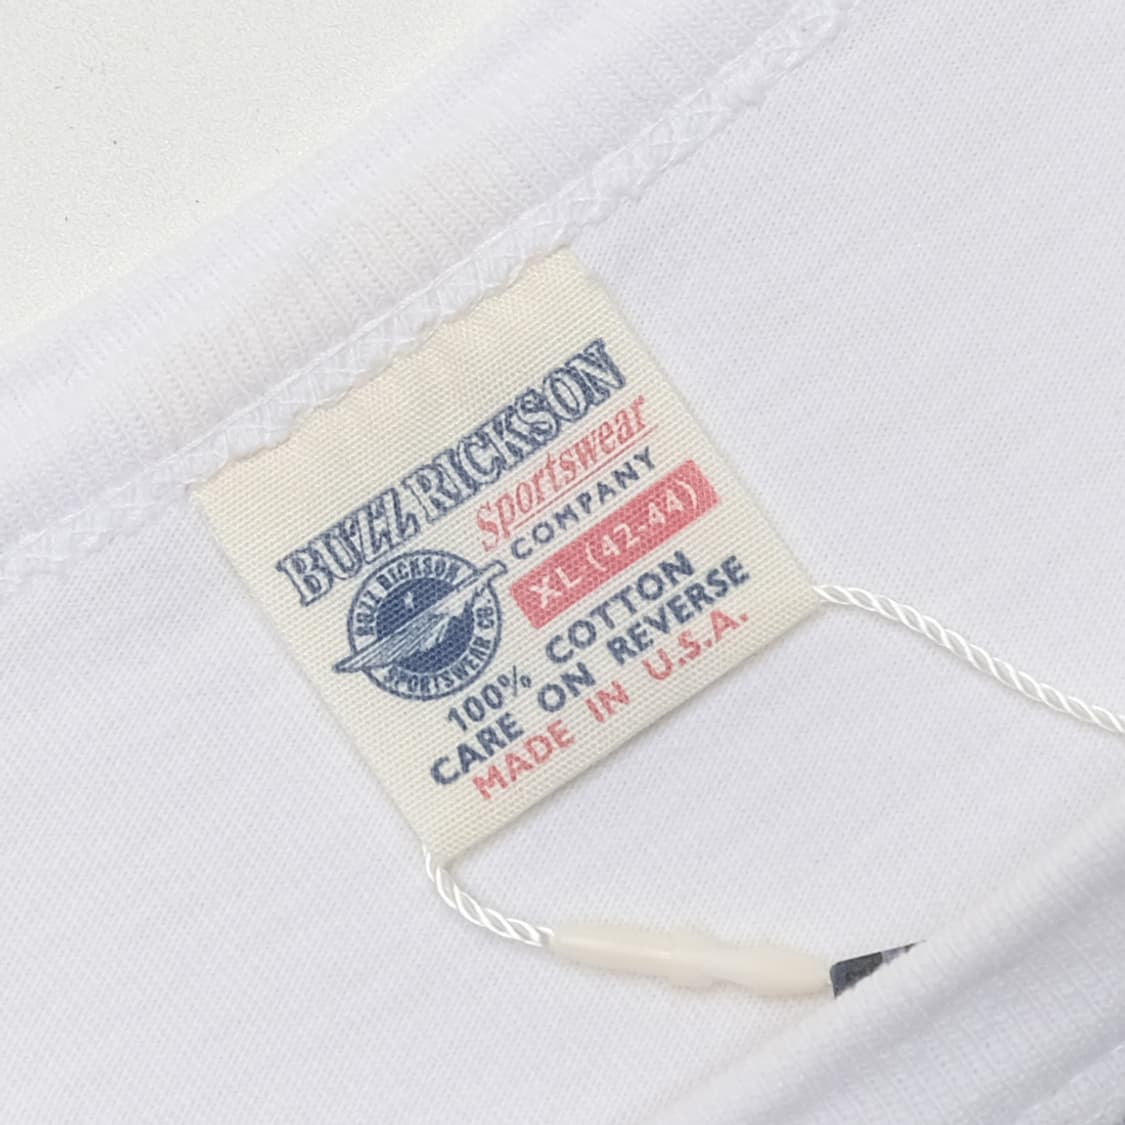 BUZZ RICKSON
Sportswear
COMPANY
XL (42-44)
BUZZ RICKSON
SPORTSWEAR CO.
100% COTTON
CARE ON REVERSE
MADE IN U.S.A.